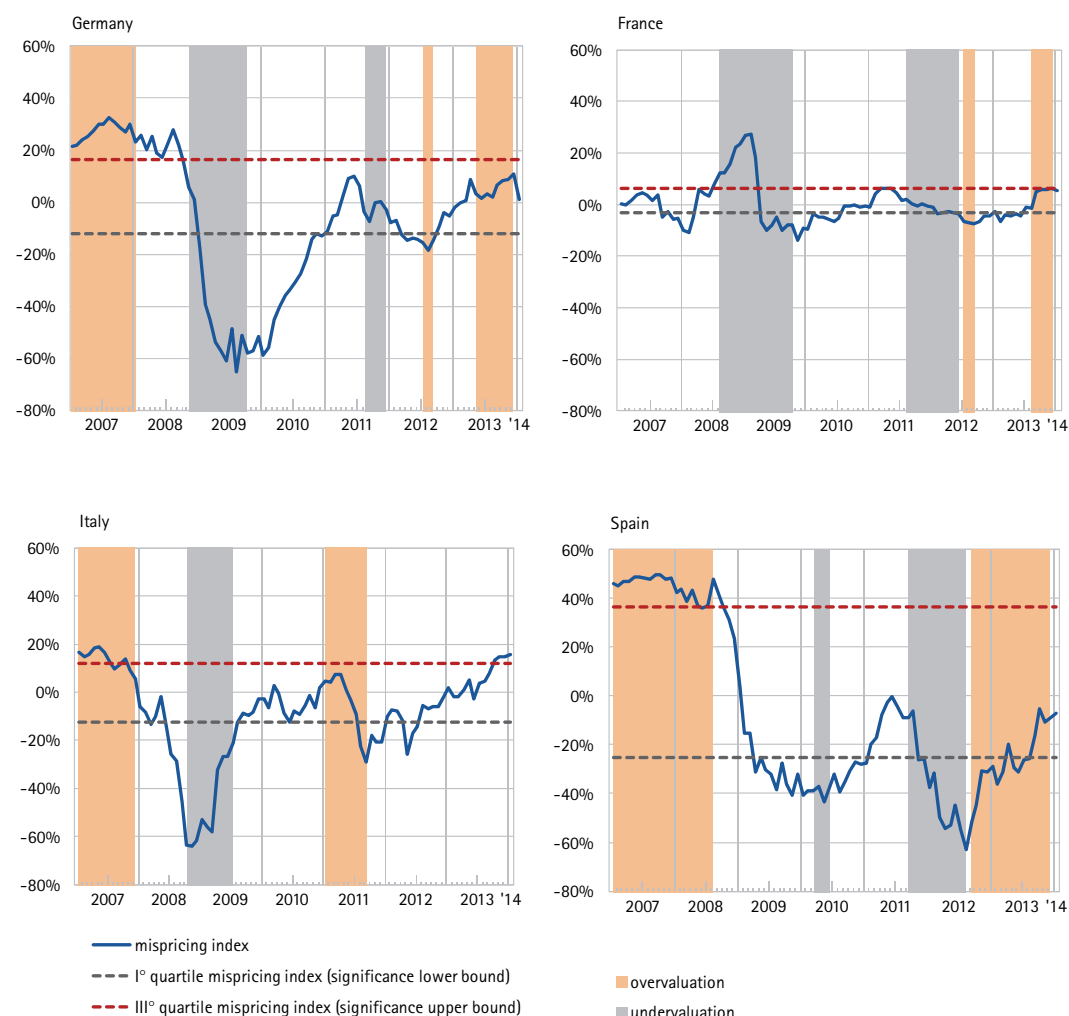 Germany
60%
40%
20%
0%
-20%
-40%
-60%
-80%
2007 2008 2009 2010 2011 2012 2013 '14
France
60%
40%
20%
0%
-20%
-40%
-60%
-80%
2007 2008 2009 2010 2011 2012 2013 '14
Italy
60%
40%
20%
0%
-20%
-40%
-60%
-80%
2007 2008 2009 2010 2011 2012 2013 '14
Spain
60%
40%
20%
0%
-20%
-40%
-60%
-80%
2007 2008 2009 2010 2011 2012 2013 '14
mispricing index
I° quartile mispricing index (significance lower bound)
III° quartile mispricing index (significance upper bound)
overvaluation
undervaluation